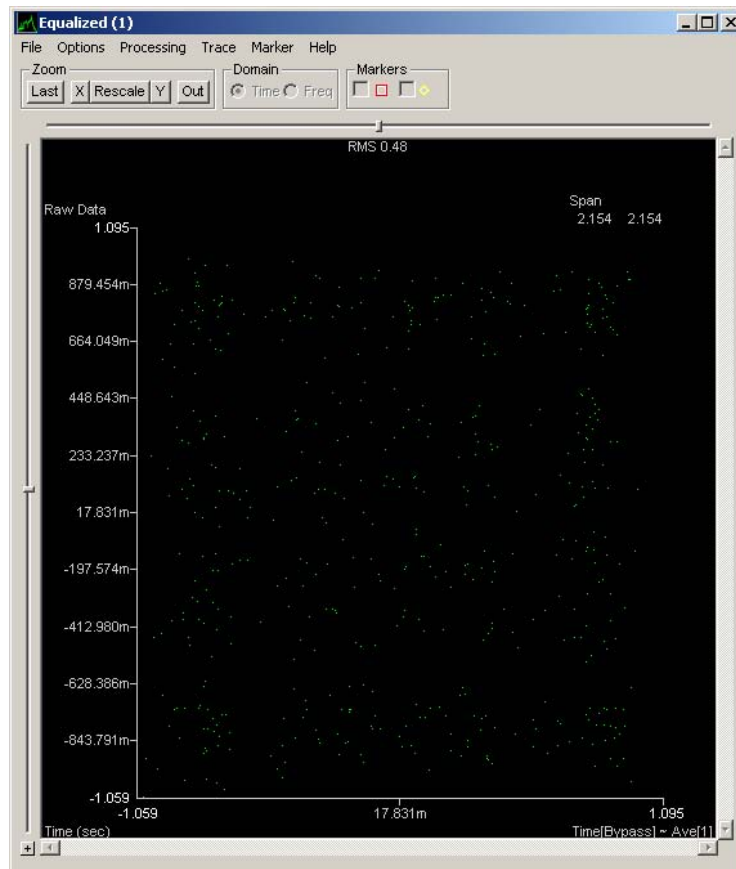 Equalized (1)
File Options Processing Trace Marker Help
Zoom Domain Markers
Last X Rescale Y Out Time Freq
RMS 0.48
Span
Raw Data 2.154 2.154
1.095
879.454m
664.049m
448.643m
233.237m
17.831m
-197.574m
-412.980m
-628.386m
-843.791m
-1.059
-1.059 17.831m 1.095
Time (sec) Time[Bypass] ~ Ave[1]